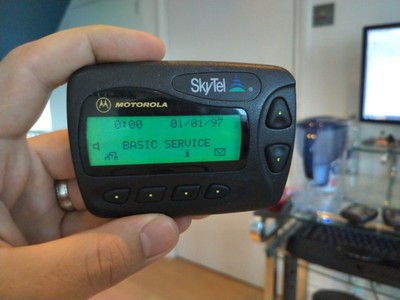 SkyTel
MOTOROLA
0:00 01/01/97
BASIC SERVICE